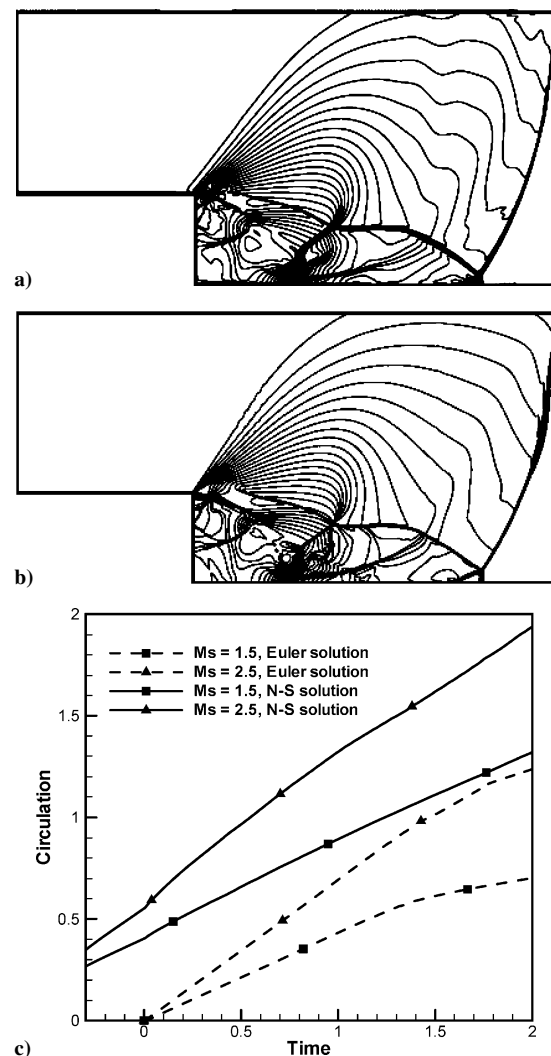 a)
b)
2
1.5
1
0.5
0
Circulation
Ms = 1.5, Euler solution
Ms = 2.5, Euler solution
Ms = 1.5, N-S solution
Ms = 2.5, N-S solution
0
0.5
1
1.5
2
Time
c)